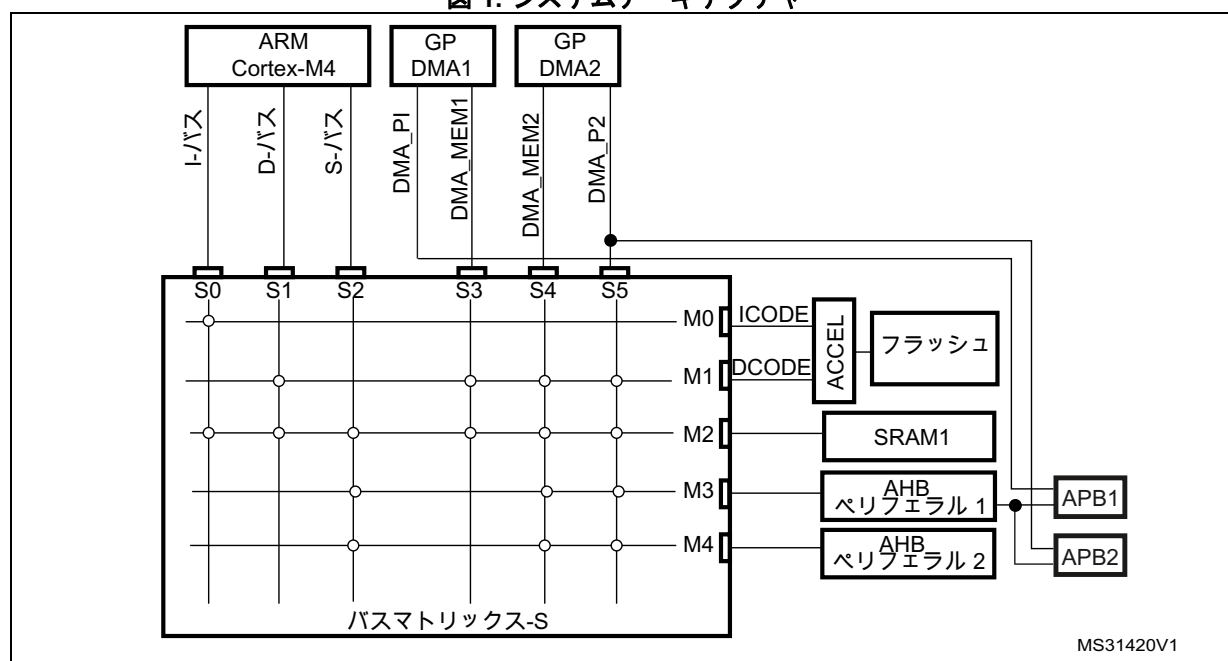 ARM
Cortex-M4
GP
DMA1
GP
DMA2
I-バス
D-バス
S-バス
DMA_PI
DMA_MEM1
DMA_MEM2
DMA_P2
S0
S1
S2
S3
S4
S5
M0
ICODE
M1
DCODE
ACCEL
フラッシュ
M2
SRAM1
M3
AHB
ペリフェラル 1
APB1
M4
AHB
ペリフェラル 2
APB2
バスマトリックス-S
MS31420V1